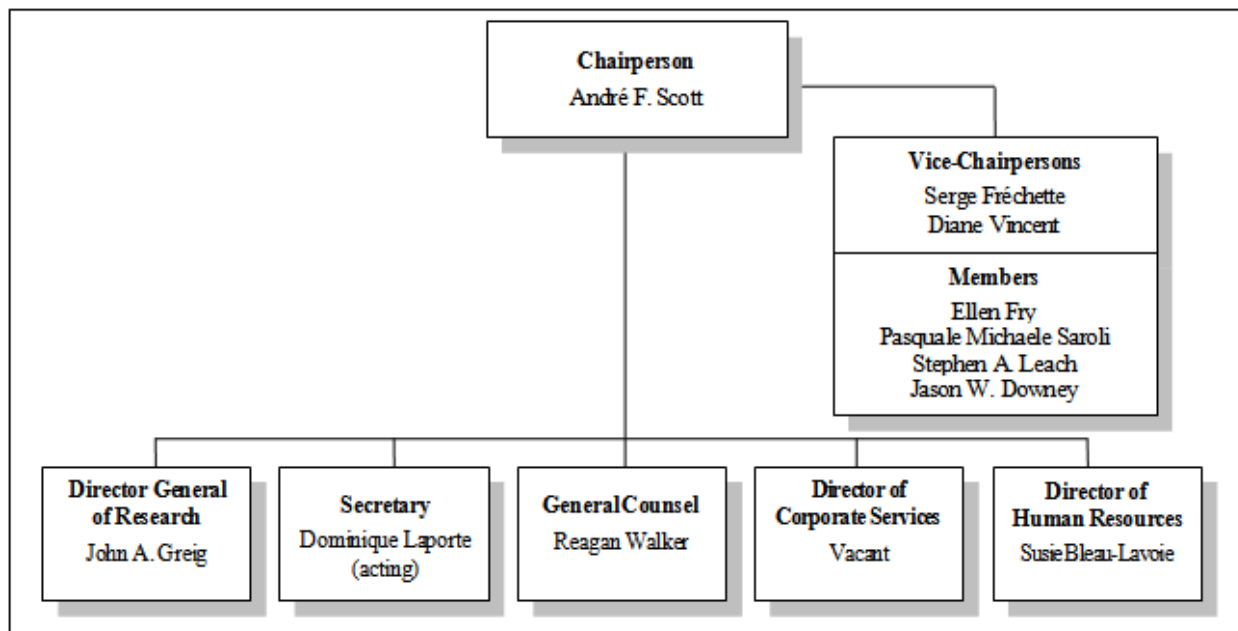 Chairperson
André F. Scott
Vice-Chairpersons
Serge Fréchette
Diane Vincent
Members
Ellen Fry
Pasquale Michaele Saroli
Stephen A. Leach
Jason W. Downey
Director General
of Research
John A. Greig
Secretary
Dominique Laporte
(acting)
General Counsel
Reagan Walker
Director of
Corporate Services
Vacant
Director of
Human Resources
Susie Bleau-Lavoie